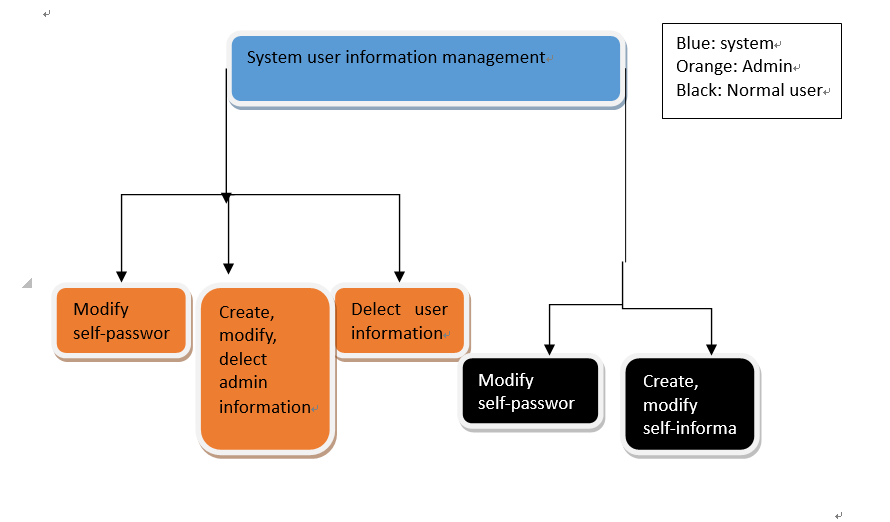 System user information management
Blue: system
Orange: Admin
Black: Normal user
Modify
self-passwor
Create,
modify,
delect
admin
information
Delect user
information
Modify
self-passwor
Create,
modify
self-informa